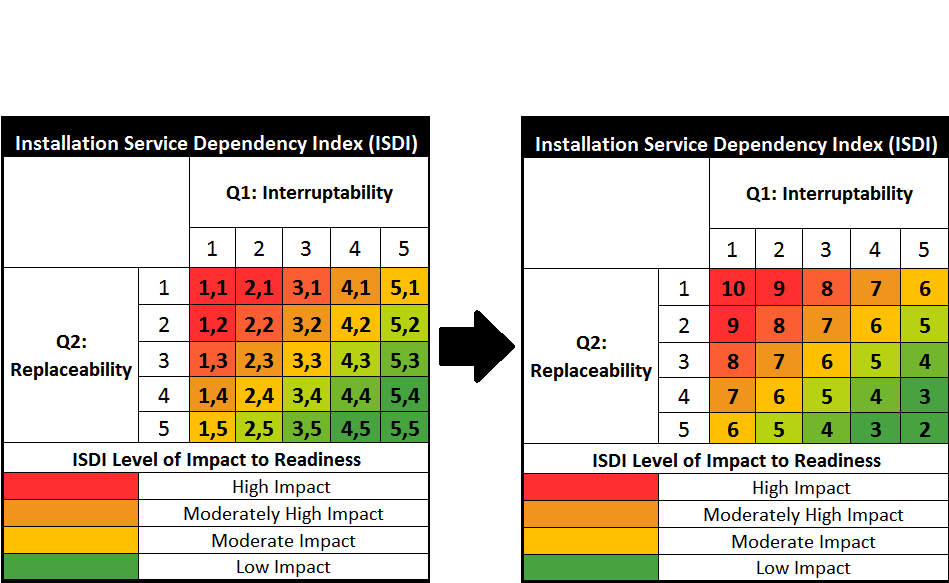 Installation Service Dependency Index (ISDI)
Q1: Interruptability
1 2 3 4 5
Q2:
Replaceability
1 1,1 2,1 3,1 4,1 5,1
2 1,2 2,2 3,2 4,2 5,2
3 1,3 2,3 3,3 4,3 5,3
4 1,4 2,4 3,4 4,4 5,4
5 1,5 2,5 3,5 4,5 5,5
ISDI Level of Impact to Readiness
High Impact
Moderately High Impact
Moderate Impact
Low Impact
Installation Service Dependency Index (ISDI)
Q1: Interruptability
1 2 3 4 5
Q2:
Replaceability
1 10 9 8 7 6
2 9 8 7 6 5
3 8 7 6 5 4
4 7 6 5 4 3
5 6 5 4 3 2
ISDI Level of Impact to Readiness
High Impact
Moderately High Impact
Moderate Impact
Low Impact